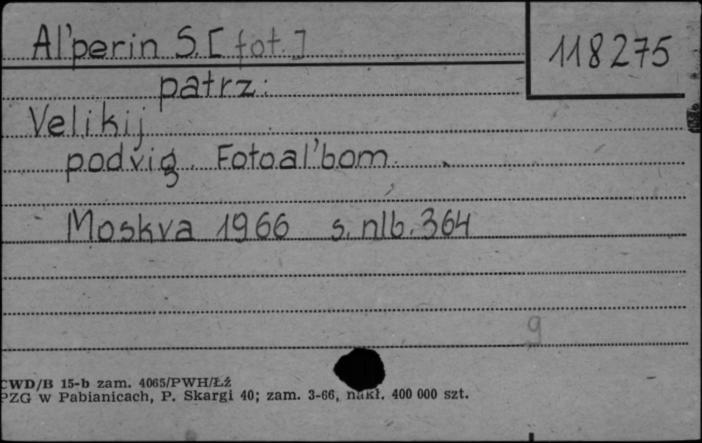 Al'perin S. [fot.]
118275
patrz:
Velikij
podvig. Fotoal'bom.
Moskva 1966 s. nlb. 364
9
CWD/B 15-b zam. 4065/PWH/Łź
PZG w Pabianicach, P. Skargi 40; zam. 3-66, nakł. 400 000 szt.